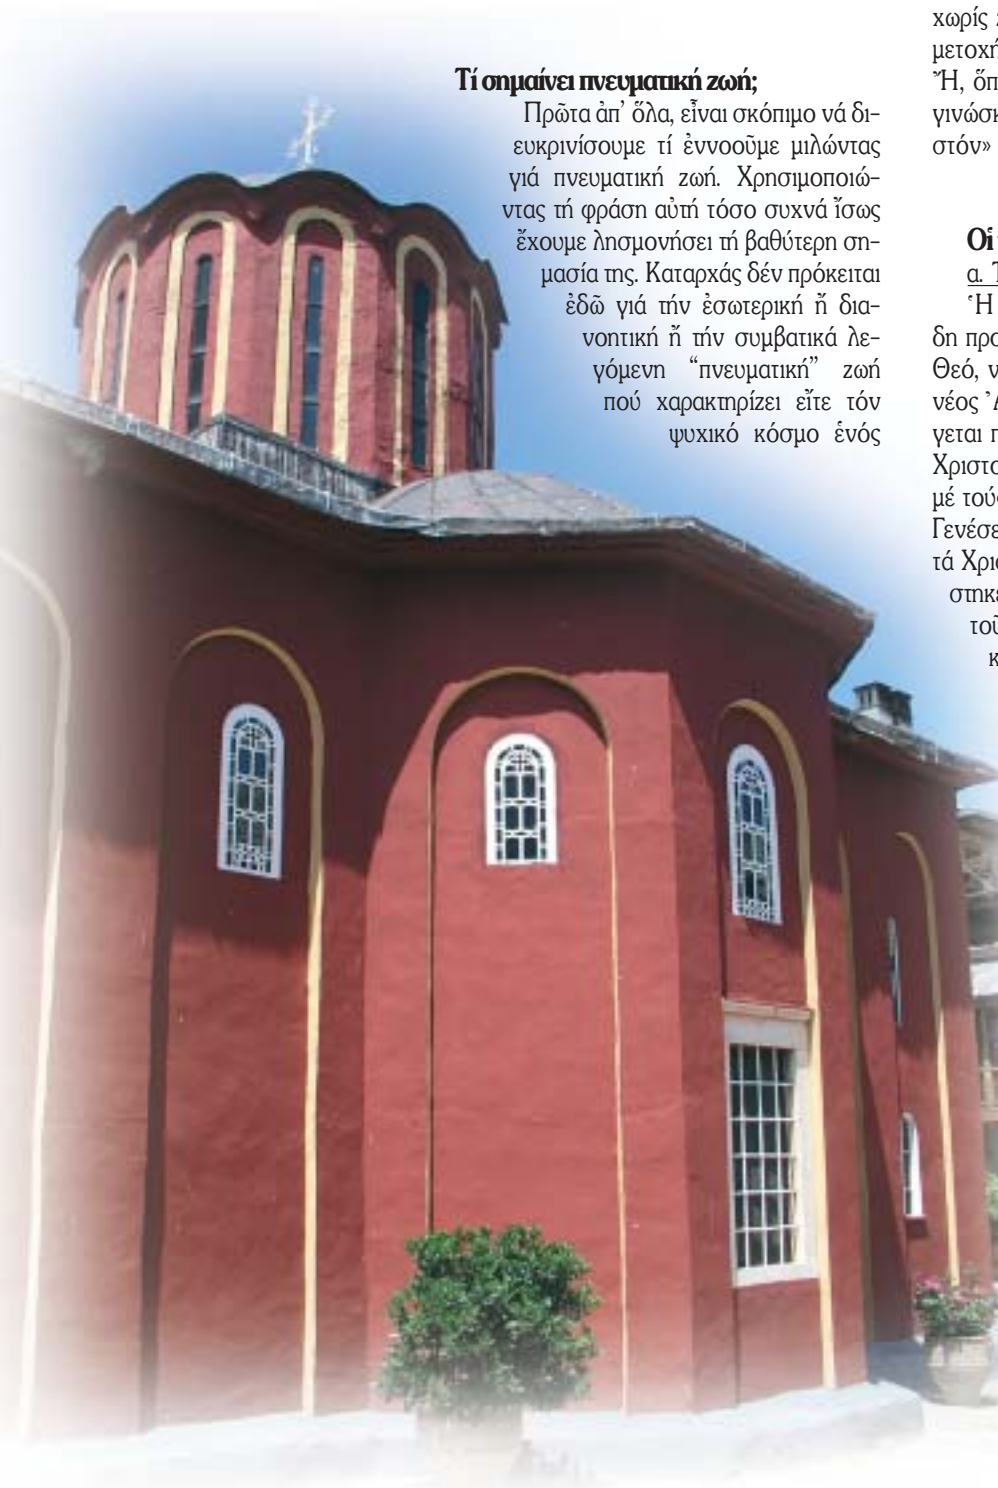 Τί σημαίνει πνευματική ζωή;
Πρῶτα ἀπ’ ὅλα, εἶναι σκόπιμο νά δι-
ευκρινίσουμε τί ἐννοοῦμε μιλώντας
γιά πνευματική ζωή. Χρησιμοποιώ-
ντας τή φράση αὐτή τόσο συχνά ἴσως
ἔχουμε λησμονήσει τή βαθύτερη ση-
μασία της. Καταρχάς δέν πρόκειται
ἐδῶ γιά τήν ἐσωτερική ἤ δια-
νοητική ἤ τήν συμβατικά λε-
γόμενη “πνευματική” ζωή
πού χαρακτηρίζει εἴτε τόν
ψυχικό κόσμο ἑνός
χωρίς
μετοχή
Ἤ, ὅπ
γινώσκ
στόν»
Οἱ
α. Τ
Ἡ
δη προ
Θεό, ν
νέος Ἀ
γεται π
Χριστο
μέ τούς
Γενέσε
τά Χρι
στηκε
τοῦ
κ